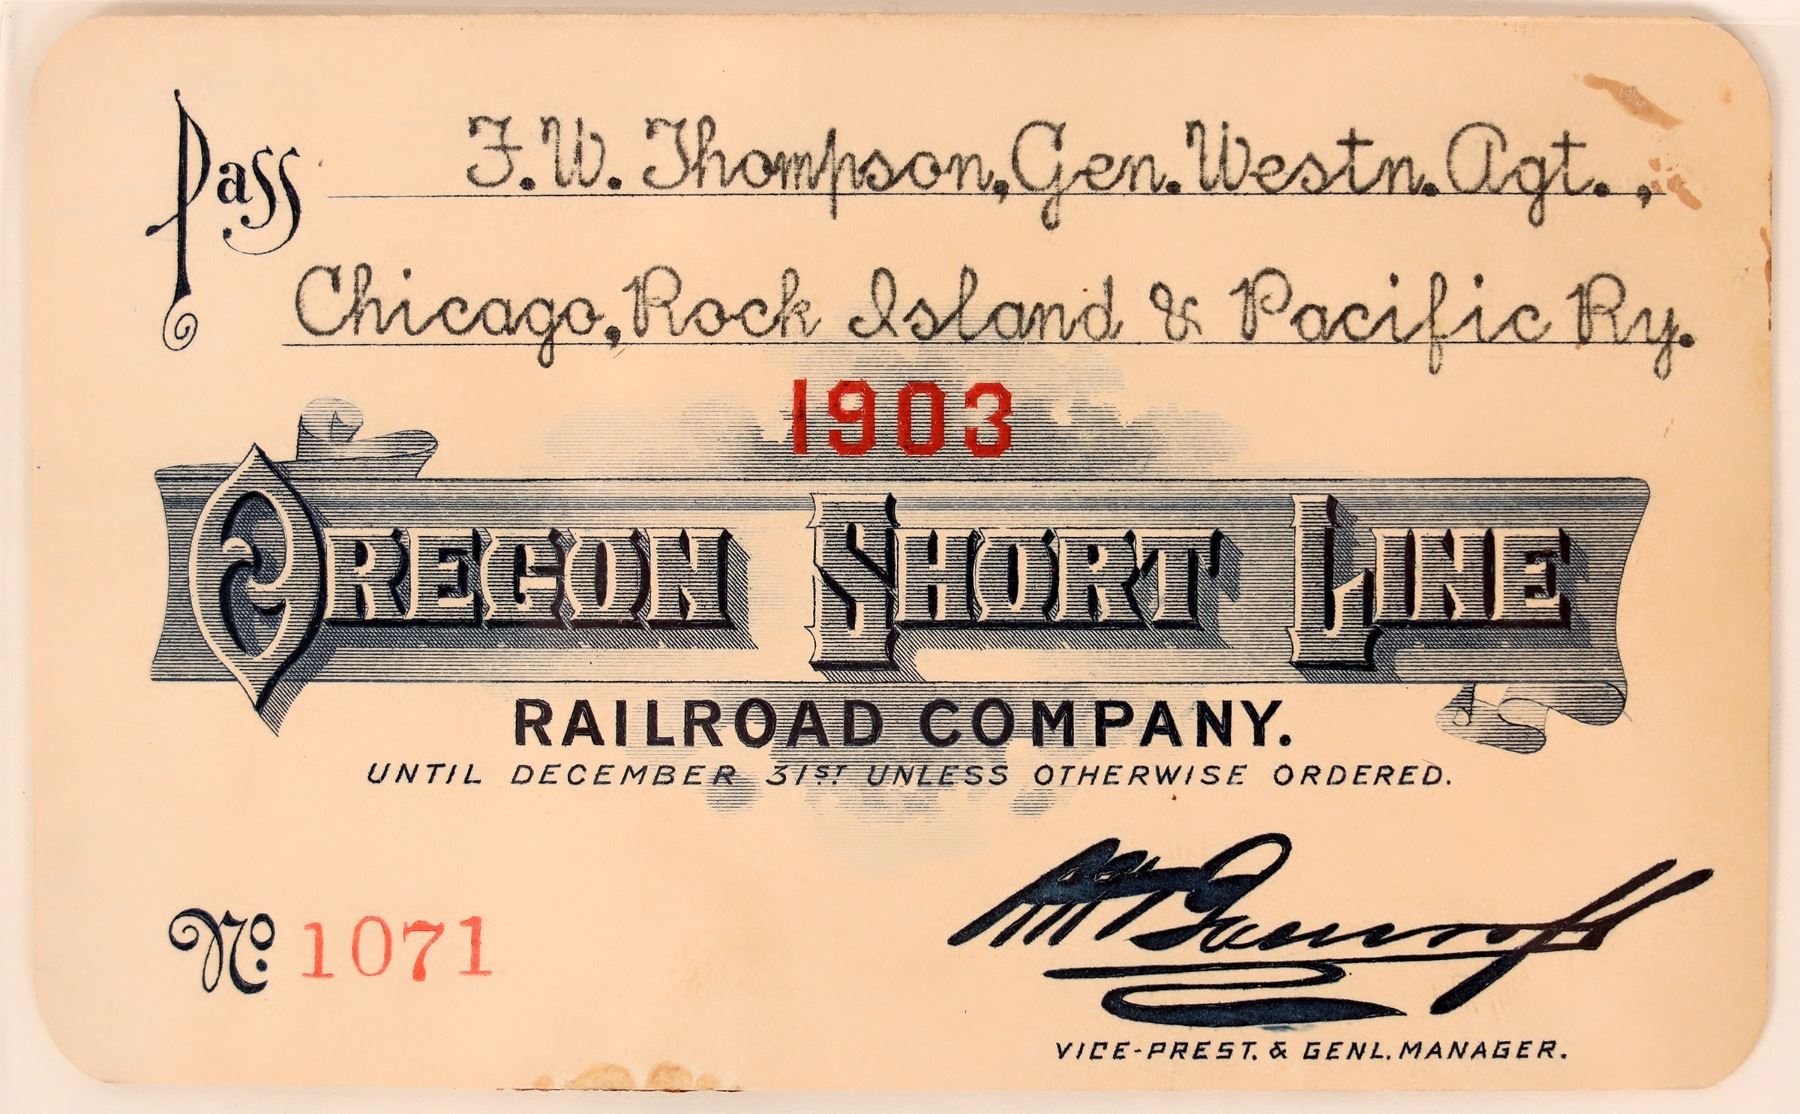 Pass F. W. Thompson, Gen. Westn. Agt.,
Chicago, Rock Island & Pacific Ry.
1903
OREGON SHORT LINE
RAILROAD COMPANY.
UNTIL DECEMBER 31ST UNLESS OTHERWISE ORDERED.
No. 1071
VICE-PREST. & GENL. MANAGER.